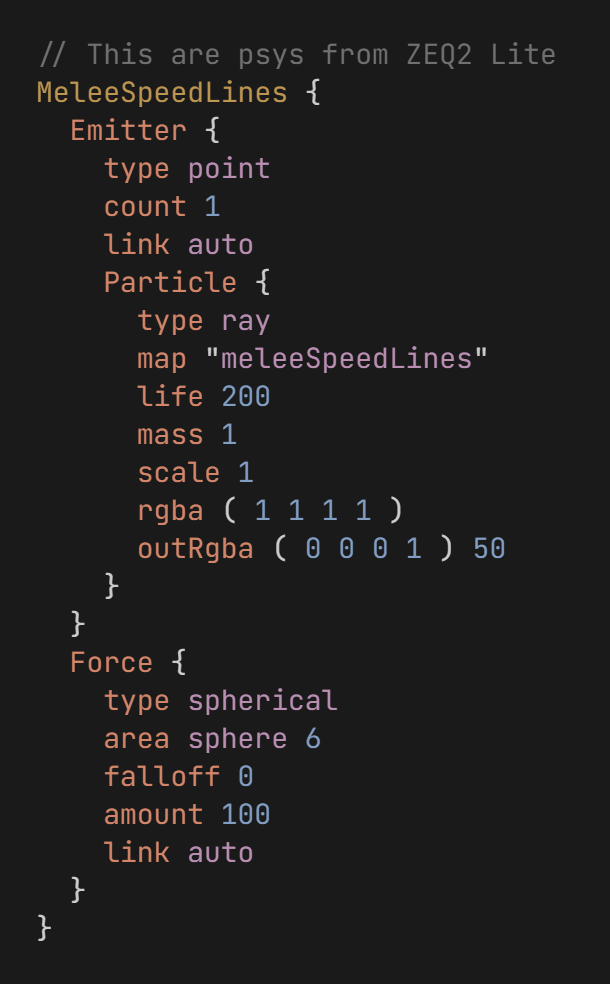 // This are psys from ZEQ2 Lite
MeleeSpeedLines {
  Emitter {
    type point
    count 1
    link auto
    Particle {
      type ray
      map "meleeSpeedLines"
      life 200
      mass 1
      scale 1
      rgba ( 1 1 1 1 )
      outRgba ( 0 0 0 1 ) 50
    }
  }
  Force {
    type spherical
    area sphere 6
    falloff 0
    amount 100
    link auto
  }
}